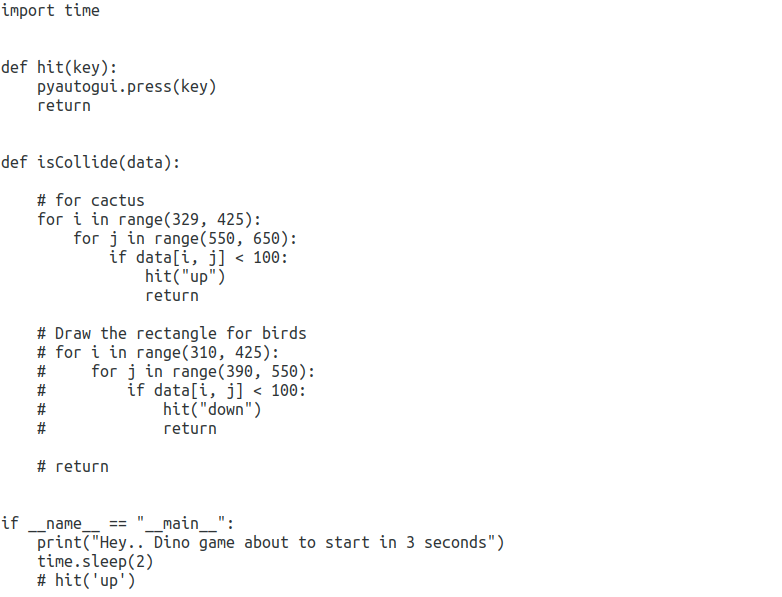 import time
def hit(key):
    pyautogui.press(key)
    return
def isCollide(data):
    # for cactus
    for i in range(329, 425):
        for j in range(550, 650):
            if data[i, j] < 100:
                hit("up")
                return
    # Draw the rectangle for birds
    # for i in range(310, 425):
    #     for j in range(390, 550):
    #         if data[i, j] < 100:
    #             hit("down")
    #             return
    # return
if __name__ == "__main__":
    print("Hey.. Dino game about to start in 3 seconds")
    time.sleep(2)
    # hit('up')